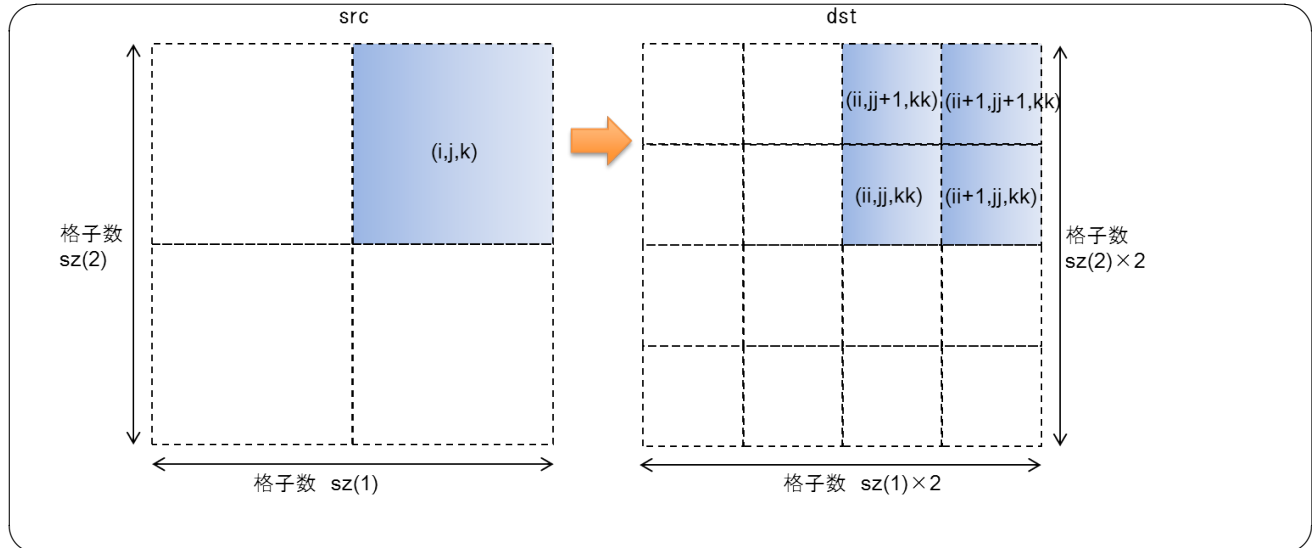 src
dst
(i,j,k)
(ii,jj+1,kk)
(ii+1,jj+1,kk)
(ii,jj,kk)
(ii+1,jj,kk)
格子数
sz(2)
格子数
sz(2)×2
格子数 sz(1)
格子数 sz(1)×2